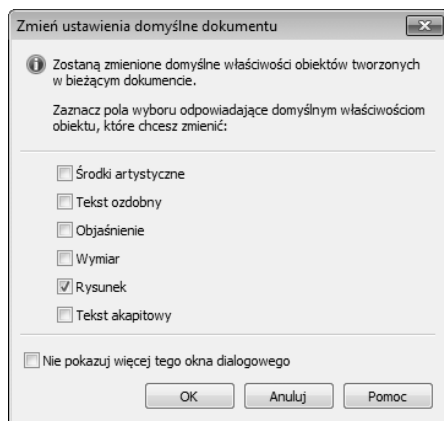 Zmień ustawienia domyślne dokumentu
Zostaną zmienione domyślne właściwości obiektów tworzonych
w bieżącym dokumencie.
Zaznacz pola wyboru odpowiadające domyślnym właściwościom
obiektu, które chcesz zmienić:
Środki artystyczne
Tekst ozdobny
Objaśnienie
Wymiar
Rysunek
Tekst akapitowy
Nie pokazuj więcej tego okna dialogowego
OK Anuluj Pomoc